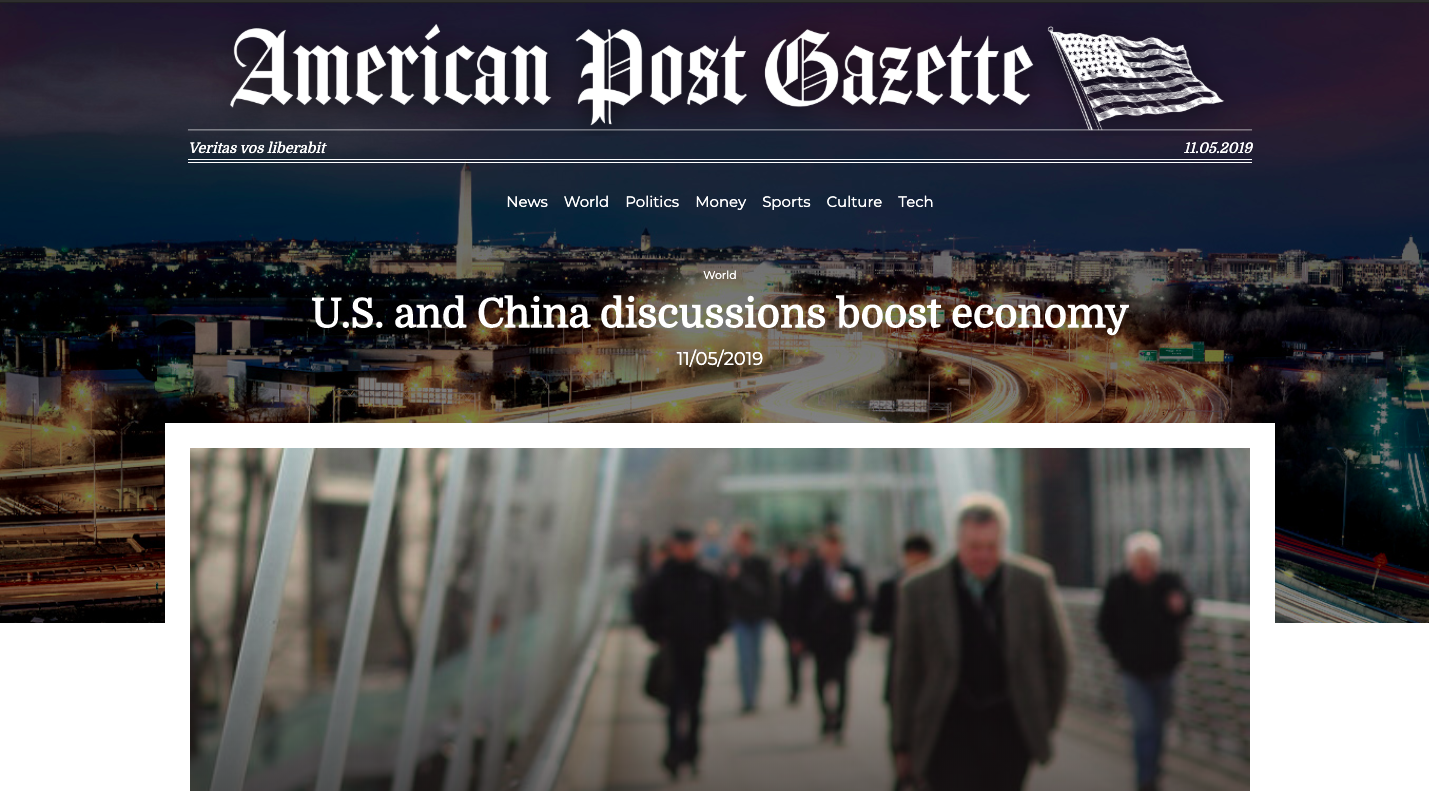 American Post Gazette
Veritas vos liberabit 11.05.2019
News World Politics Money Sports Culture Tech
World
U.S. and China discussions boost economy
11/05/2019